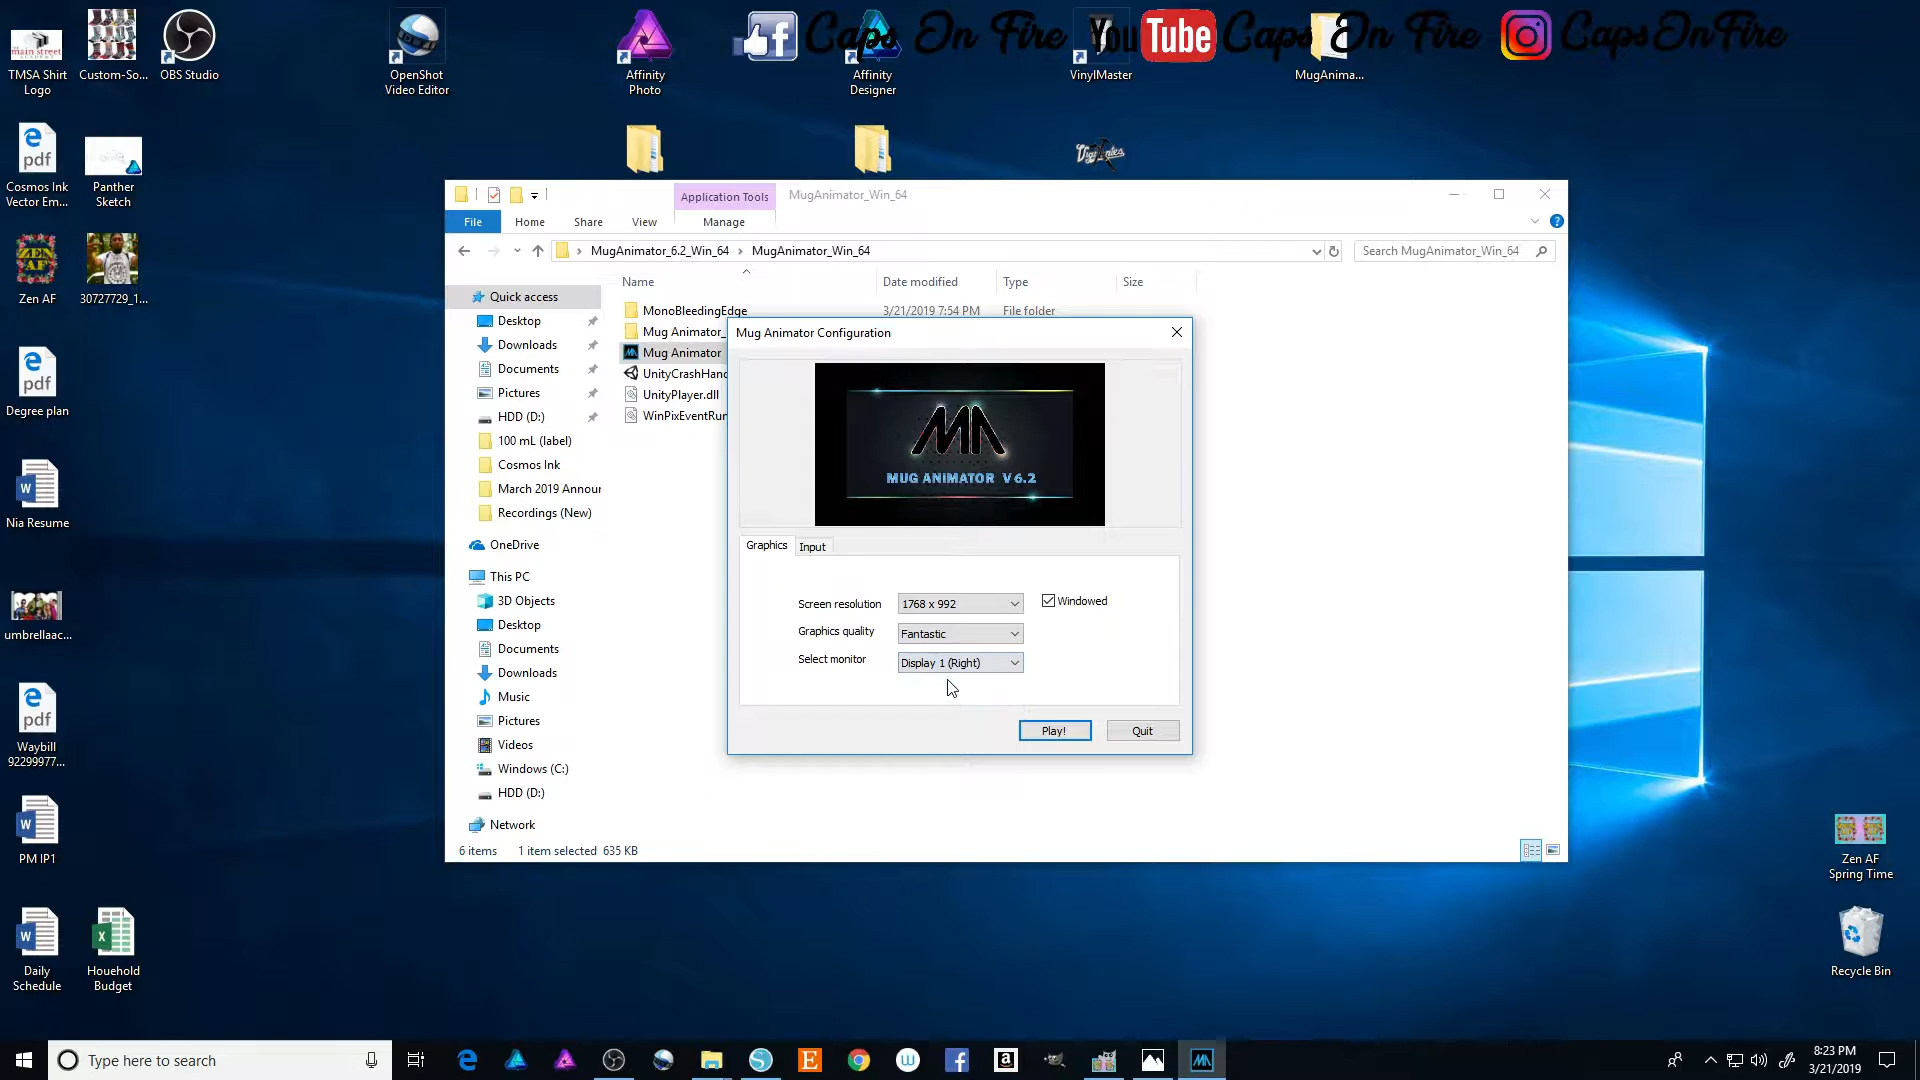 TMSA Shirt
Logo
Custom-So...
OBS Studio
OpenShot
Video Editor
Affinity
Photo
Caps On Fire
Affinity
Designer
VinylMaster
You Tube
Caps On Fire
MugAnima...
CapsOnFire
Cosmos Ink
Vector Em...
Panther
Sketch
Zen AF
30727729_1...
Degree plan
Nia Resume
umbrellaac...
Waybill
92299977...
PM IP1
Daily
Schedule
Househld
Budget
Zen AF
Spring Time
Recycle Bin
Application Tools
MugAnimator_Win_64
File
Home
Share
View
Manage
MugAnimator_6.2_Win_64 › MugAnimator_Win_64
Search MugAnimator_Win_64
Name
Date modified
Type
Size
Quick access
Desktop
Downloads
Documents
Pictures
HDD (D:)
100 mL (label)
Cosmos Ink
March 2019 Annour
Recordings (New)
OneDrive
This PC
3D Objects
Desktop
Documents
Downloads
Music
Pictures
Videos
Windows (C:)
HDD (D:)
Network
MonoBleedingEdge
3/21/2019 7:54 PM
File folder
Mug Animator_
Mug Animator
UnityCrashHand
UnityPlayer.dll
WinPixEventRun
6 items
1 item selected 635 KB
Mug Animator Configuration
MUG ANIMATOR V 6.2
Graphics
Input
Screen resolution
1768 x 992
Windowed
Graphics quality
Fantastic
Select monitor
Display 1 (Right)
Play!
Quit
Type here to search
8:23 PM
3/21/2019